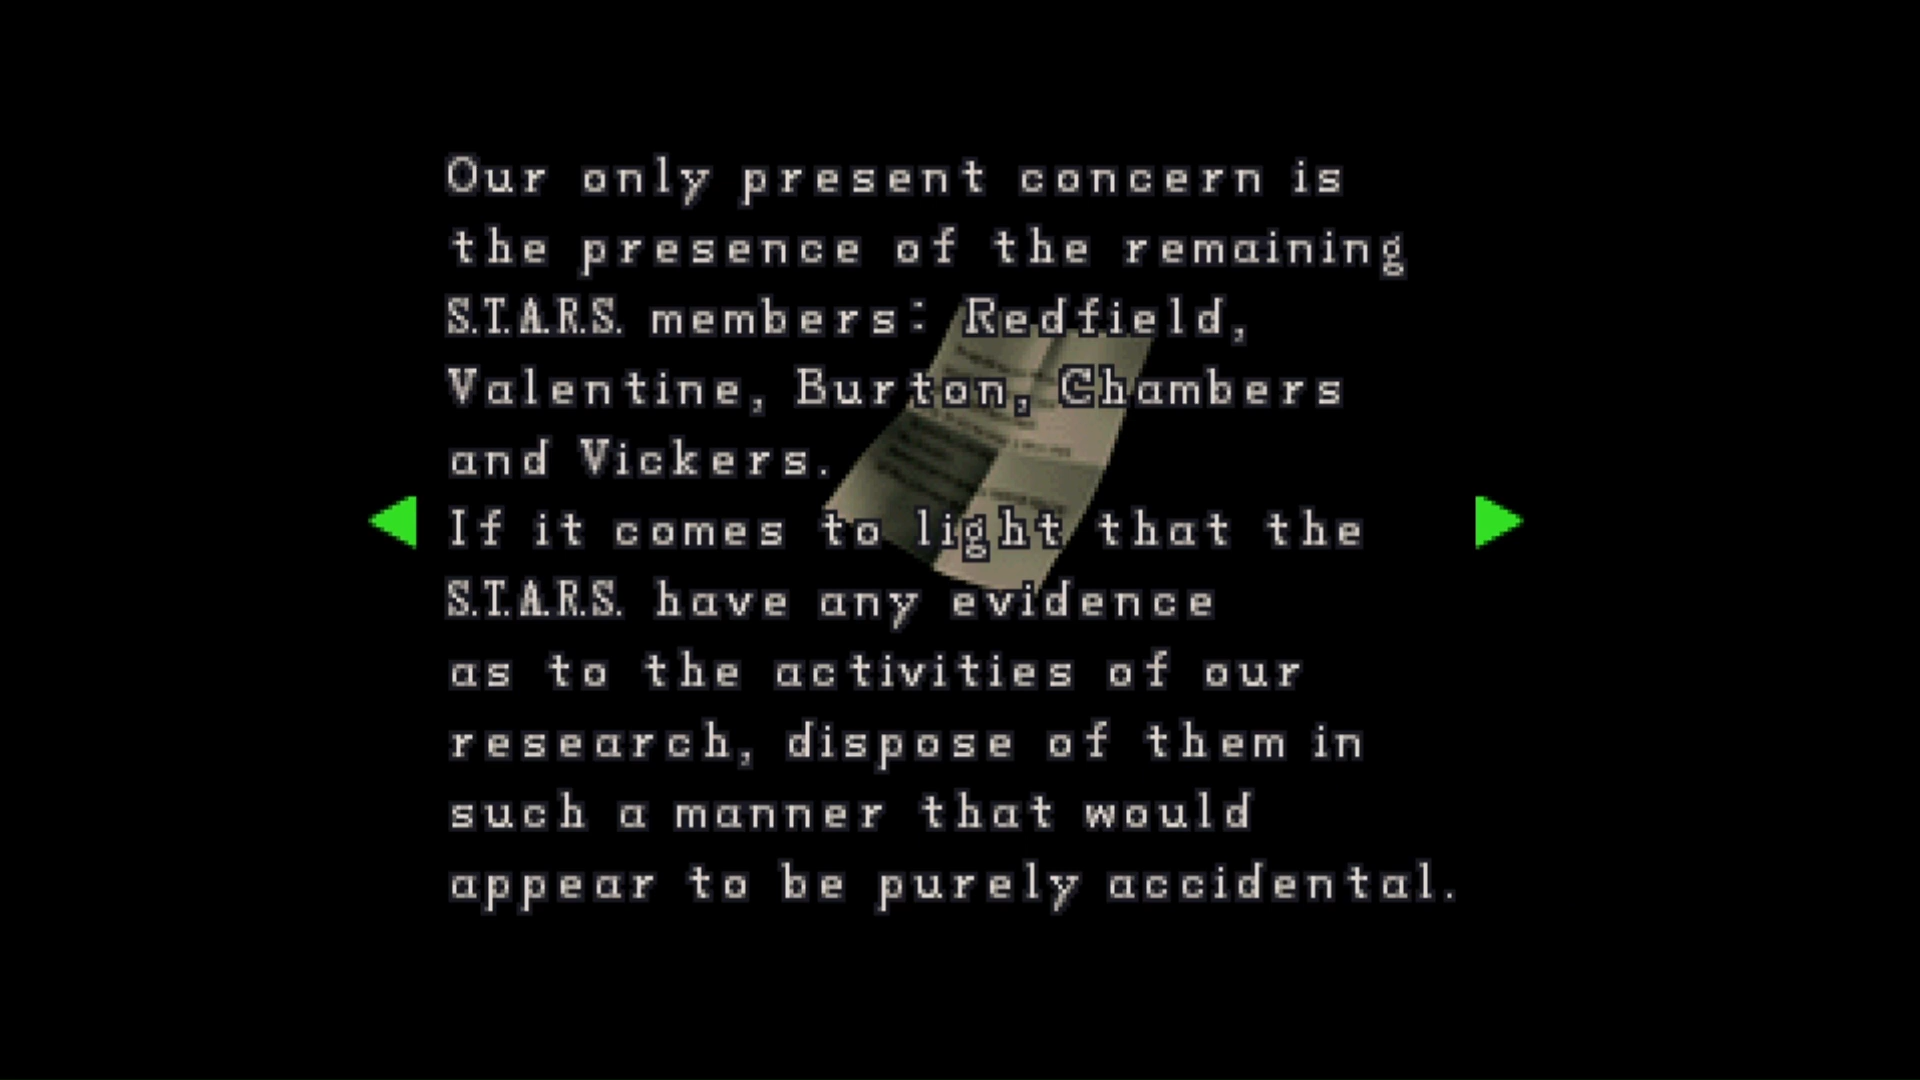 Our only present concern is
the presence of the remaining
S.T.A.R.S. members: Redfield,
Valentine, Burton, Chambers
and Vickers.
If it comes to light that the
S.T.A.R.S. have any evidence
as to the activities of our
research, dispose of them in
such a manner that would
appear to be purely accidental.